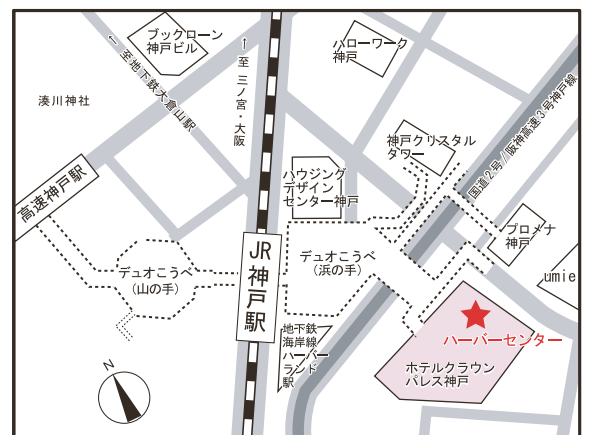 ブックローン
神戸ビル
← 至地下鉄大倉山駅
← 至 三ノ宮・大阪
ハローワーク
神戸
湊川神社
神戸クリスタル
タワー
国道2号/阪神高速3号神戸線
高速神戸駅
ハウジング
デザイン
センター神戸
プロメナ
神戸
デュオこうべ
(山の手)
JR神戸駅
デュオこうべ
(浜の手)
umie
地下鉄
海岸線
ハーバー
ランド
駅
ハーバーセンター
ホテルクラウン
パレス神戸
N